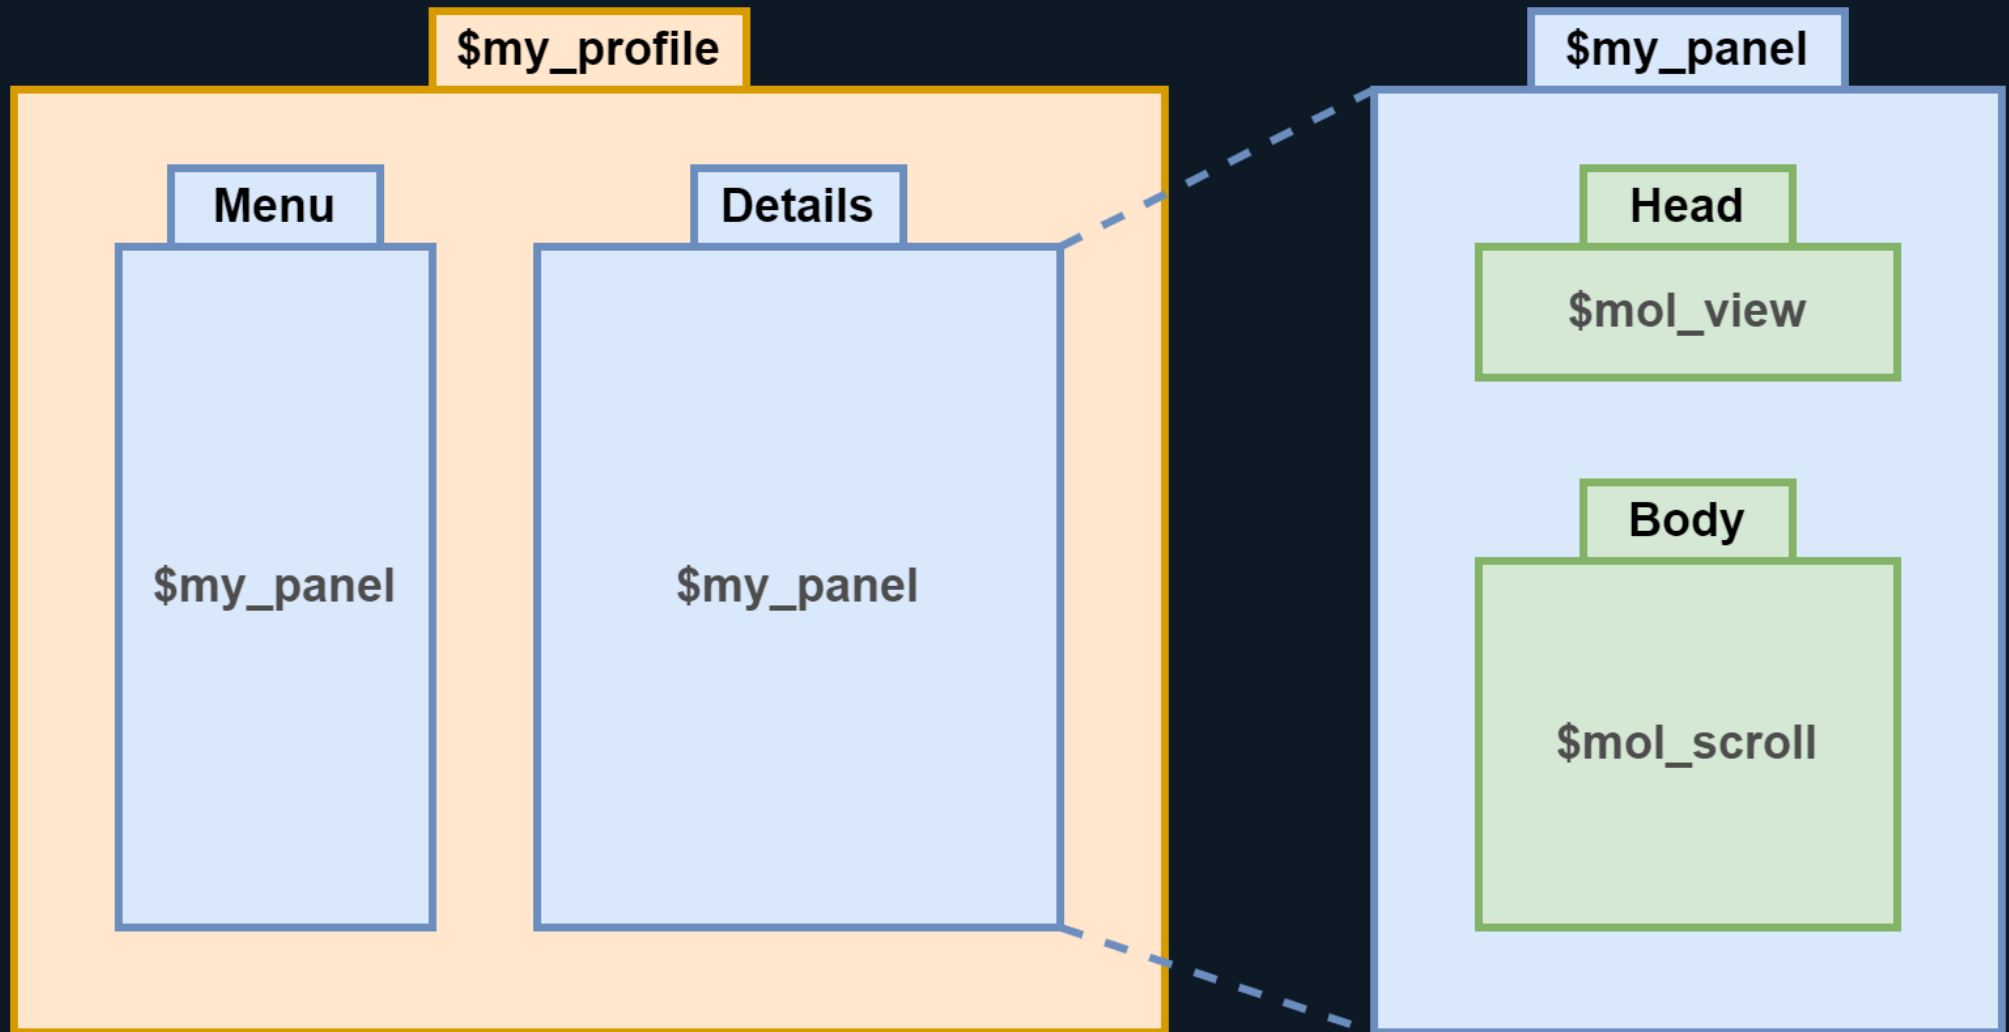 $my_profile
Menu
$my_panel
Details
$my_panel
$my_panel
Head
$mol_view
Body
$mol_scroll